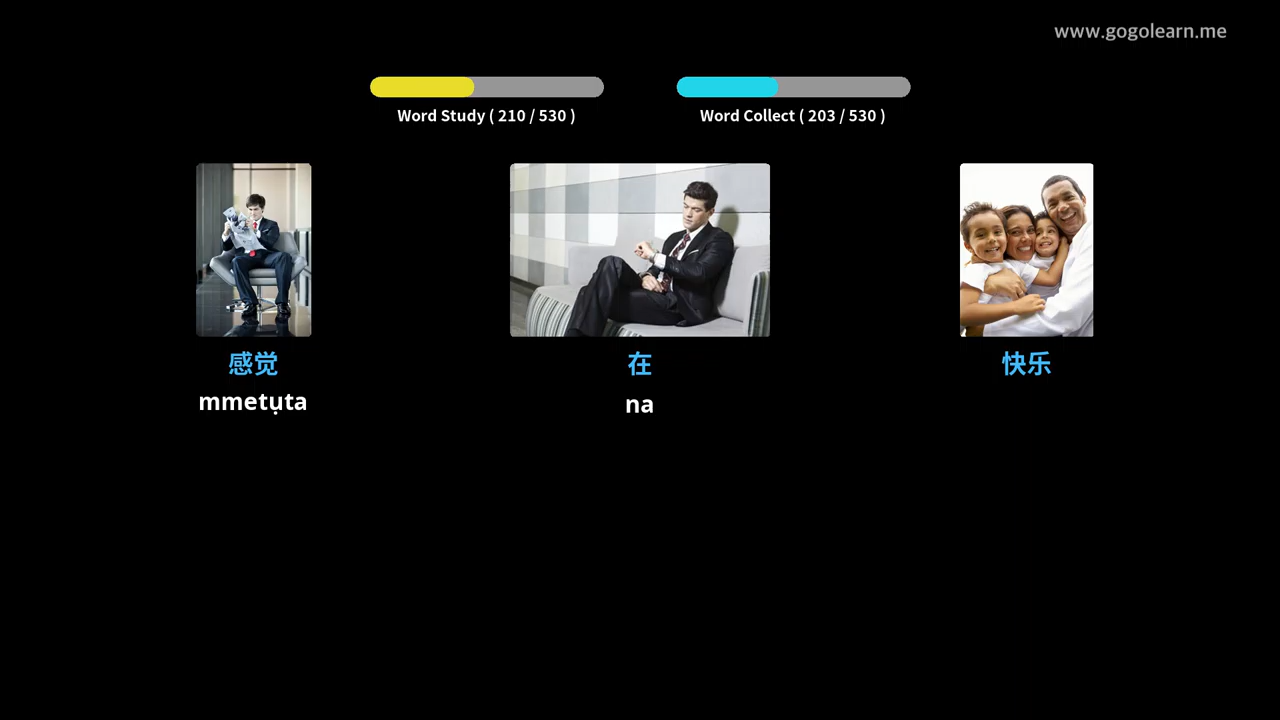 www.gogolearn.me
Word Study ( 210 / 530 )
Word Collect ( 203 / 530 )
感觉
在
快乐
mmetụta
na